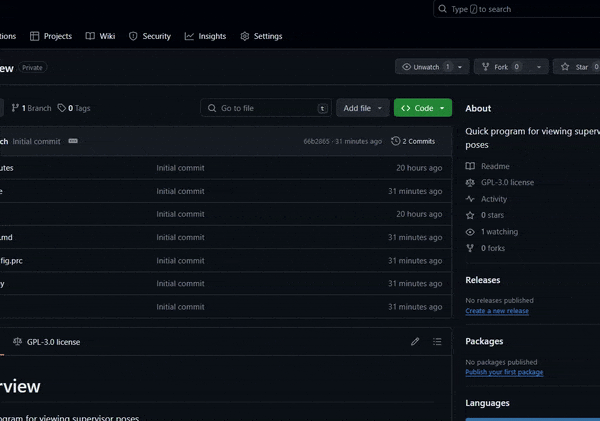 Type / to search
tions Projects Wiki Security Insights Settings
ew Private Unwatch 1 Fork 0 Star 0
1 Branch 0 Tags Go to file t Add file Code
ch Initial commit 66b2865 · 31 minutes ago 2 Commits
utes Initial commit 20 hours ago
e Initial commit 31 minutes ago
Initial commit 20 hours ago
.md Initial commit 31 minutes ago
fig.prc Initial commit 31 minutes ago
y Initial commit 31 minutes ago
Initial commit 31 minutes ago
GPL-3.0 license
rview
ogram for viewing supervisor poses
About
Quick program for viewing superv
poses
Readme
GPL-3.0 license
Activity
0 stars
1 watching
0 forks
Releases
No releases published
Create a new release
Packages
No packages published
Publish your first package
Languages